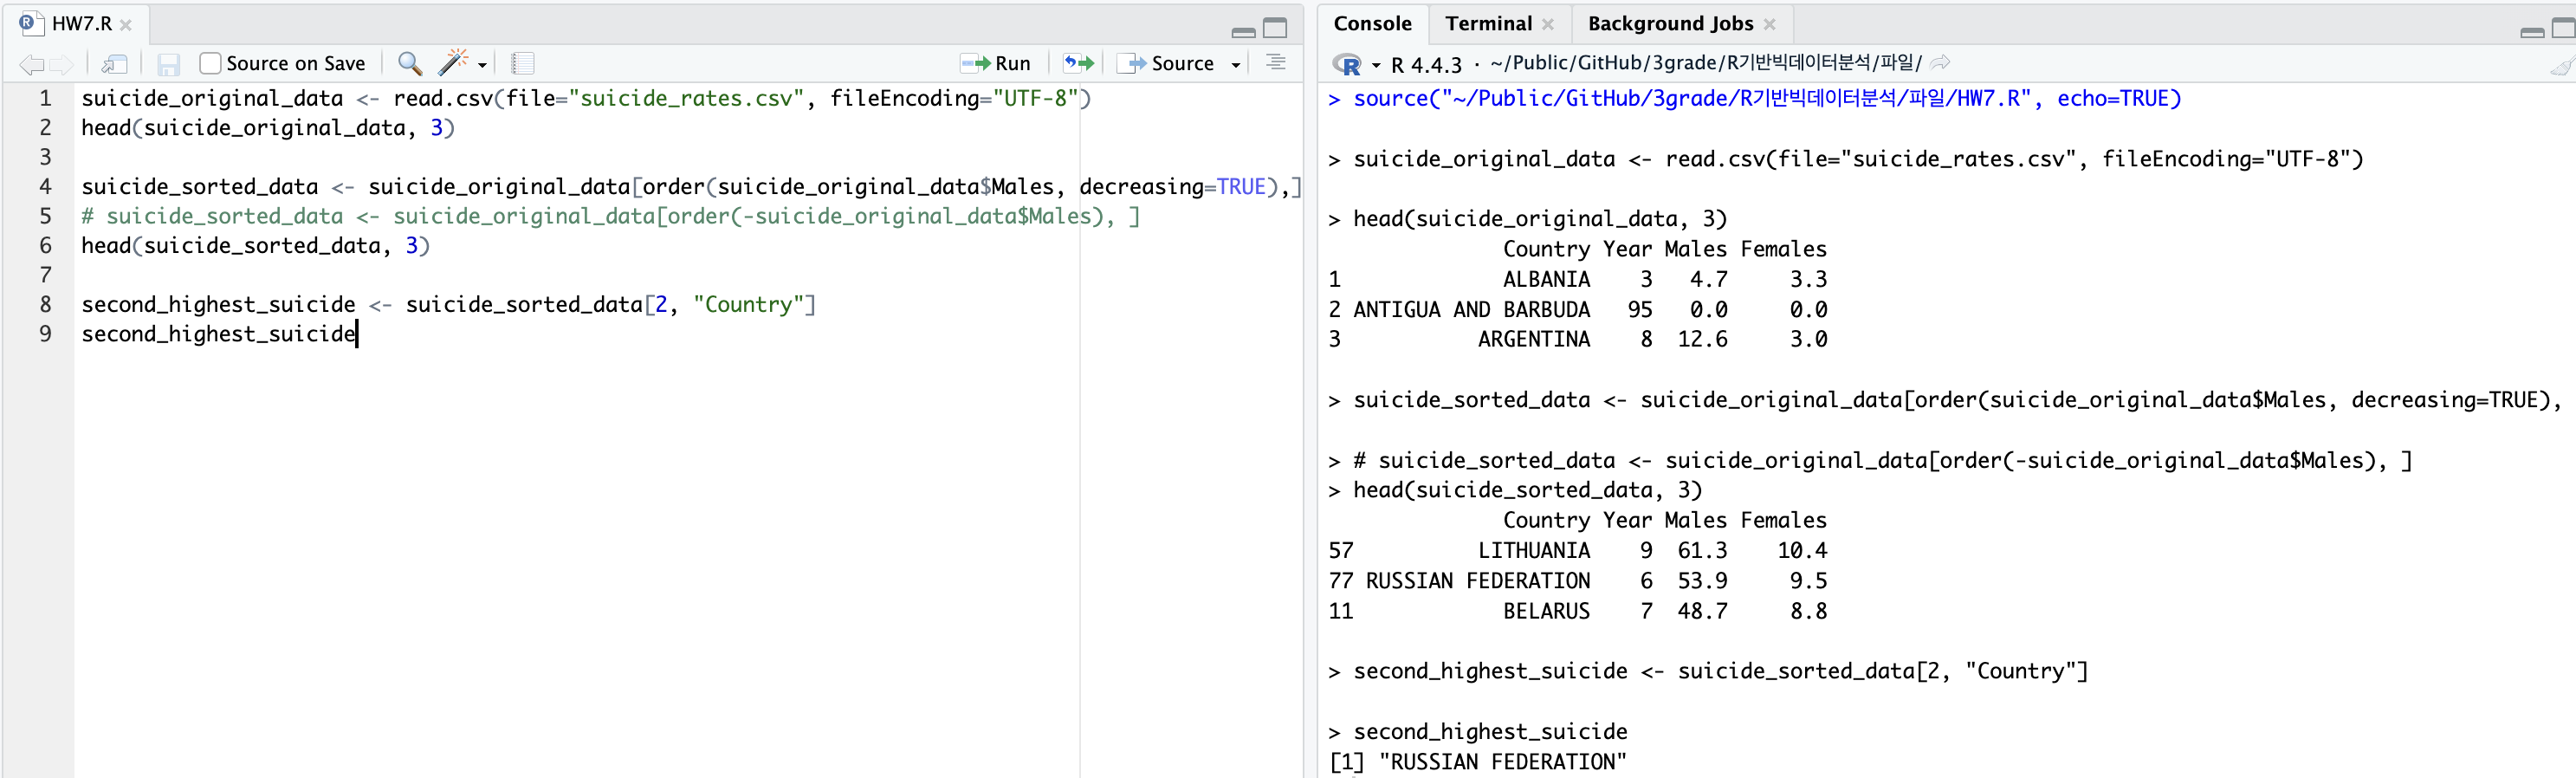 HW7.R
Source on Save
Run
Source
1 suicide_original_data <- read.csv(file="suicide_rates.csv", fileEncoding="UTF-8")
2 head(suicide_original_data, 3)
3
4 suicide_sorted_data <- suicide_original_data[order(suicide_original_data$Males, decreasing=TRUE),]
5 # suicide_sorted_data <- suicide_original_data[order(-suicide_original_data$Males), ]
6 head(suicide_sorted_data, 3)
7
8 second_highest_suicide <- suicide_sorted_data[2, "Country"]
9 second_highest_suicide
Console Terminal Background Jobs
R 4.4.3 · ~/Public/GitHub/3grade/R기반빅데이터분석/파일/
> source("~/Public/GitHub/3grade/R기반빅데이터분석/파일/HW7.R", echo=TRUE)
> suicide_original_data <- read.csv(file="suicide_rates.csv", fileEncoding="UTF-8")
> head(suicide_original_data, 3)
Country Year Males Females
1 ALBANIA 3 4.7 3.3
2 ANTIGUA AND BARBUDA 95 0.0 0.0
3 ARGENTINA 8 12.6 3.0
> suicide_sorted_data <- suicide_original_data[order(suicide_original_data$Males, decreasing=TRUE),
> # suicide_sorted_data <- suicide_original_data[order(-suicide_original_data$Males), ]
> head(suicide_sorted_data, 3)
Country Year Males Females
57 LITHUANIA 9 61.3 10.4
77 RUSSIAN FEDERATION 6 53.9 9.5
11 BELARUS 7 48.7 8.8
> second_highest_suicide <- suicide_sorted_data[2, "Country"]
> second_highest_suicide
[1] "RUSSIAN FEDERATION"